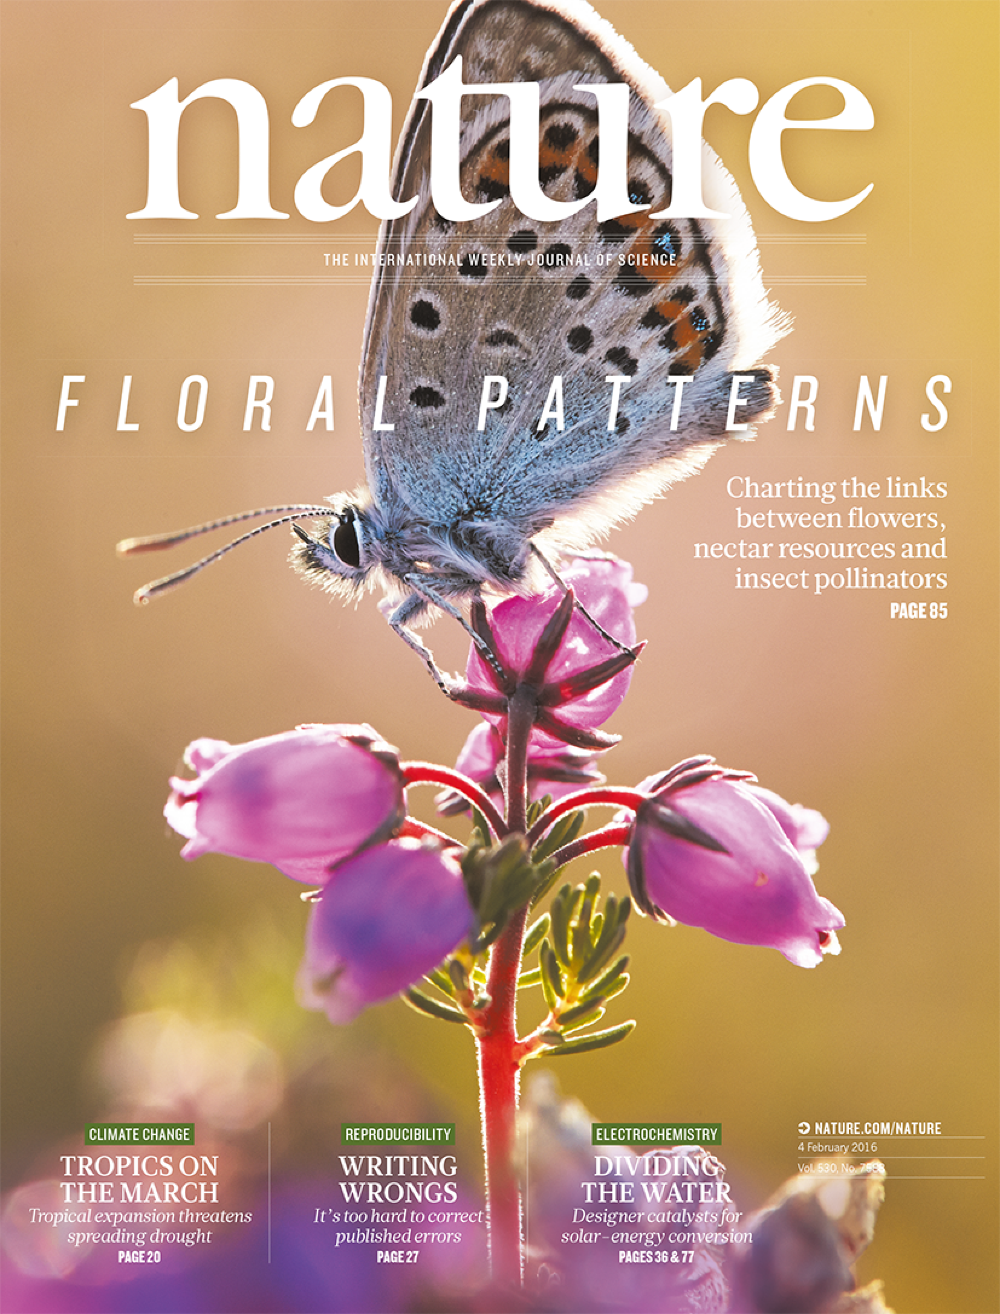 nature
THE INTERNATIONAL WEEKLY JOURNAL OF SCIENCE
FLORAL PATTERNS
Charting the links
between flowers,
nectar resources and
insect pollinators
PAGE 85
CLIMATE CHANGE
TROPICS ON
THE MARCH
Tropical expansion threatens
spreading drought
PAGE 20
REPRODUCIBILITY
WRITING
WRONGS
It's too hard to correct
published errors
PAGE 27
ELECTROCHEMISTRY
DIVIDING
THE WATER
Designer catalysts for
solar-energy conversion
PAGES 36 & 77
NATURE.COM/NATURE
4 February 2016
Vol. 530, No.